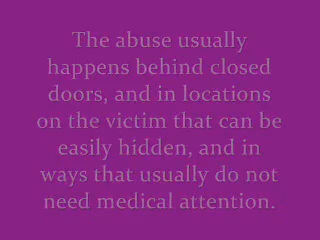 The abuse usually
happens behind closed
doors, and in locations
on the victim that can be
easily hidden, and in
ways that usually do not
need medical attention.